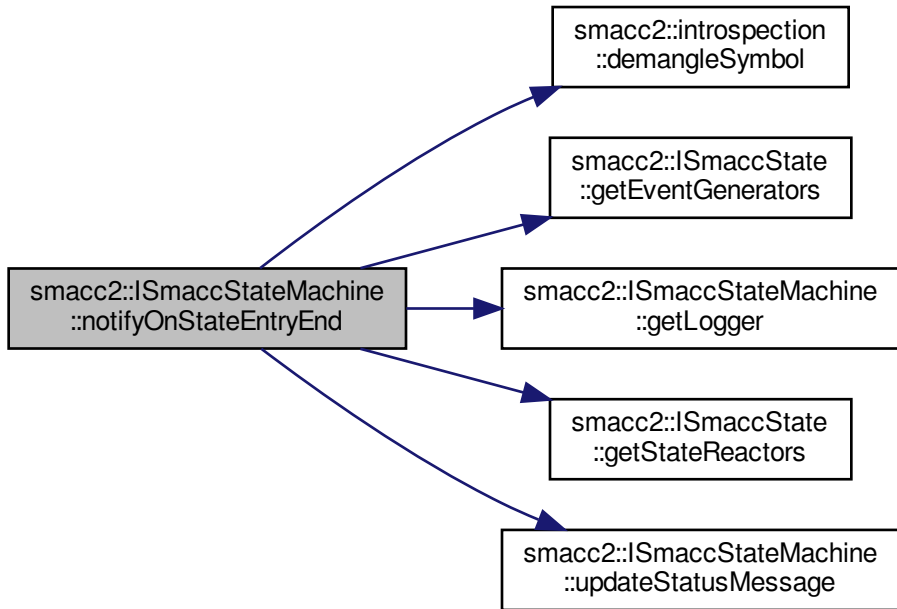 smacc2::introspection
::demangleSymbol
smacc2::ISmaccState
::getEventGenerators
smacc2::ISmaccStateMachine
::notifyOnStateEntryEnd
smacc2::ISmaccStateMachine
::getLogger
smacc2::ISmaccState
::getStateReactors
smacc2::ISmaccStateMachine
::updateStatusMessage